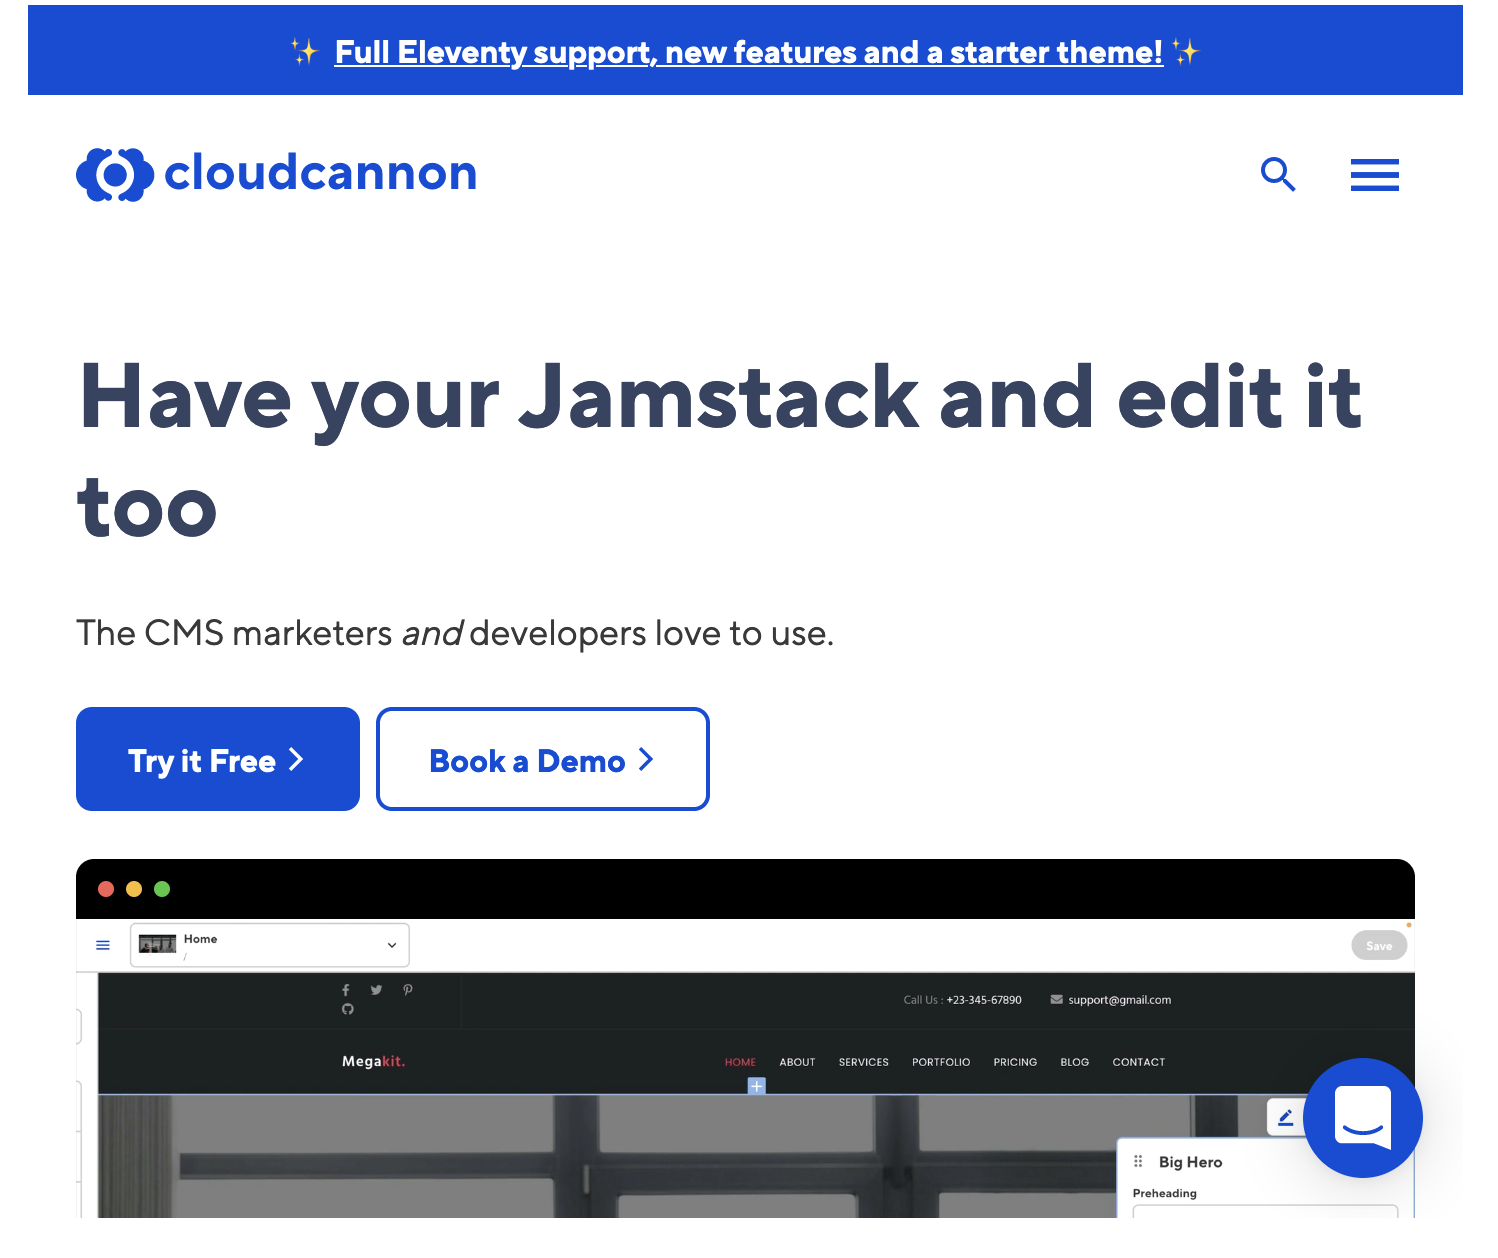 ✨ Full Eleventy support, new features and a starter theme! ✨
cloudcannon
Have your Jamstack and edit it
too
The CMS marketers and developers love to use.
Try it Free
Book a Demo
Home
/
Save
Call Us : +23-345-67890 support@gmail.com
Megakit.
HOME ABOUT SERVICES PORTFOLIO PRICING BLOG CONTACT
Big Hero
Preheading